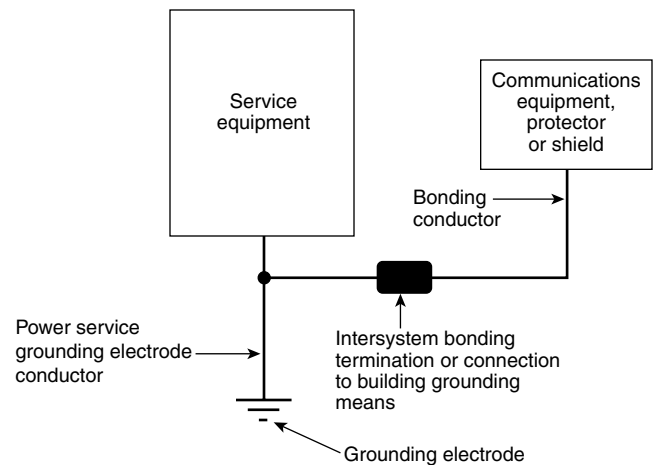 Service
equipment
Communications
equipment,
protector
or shield
Bonding
conductor
Power service
grounding electrode
conductor
Intersystem bonding
termination or connection
to building grounding
means
Grounding electrode